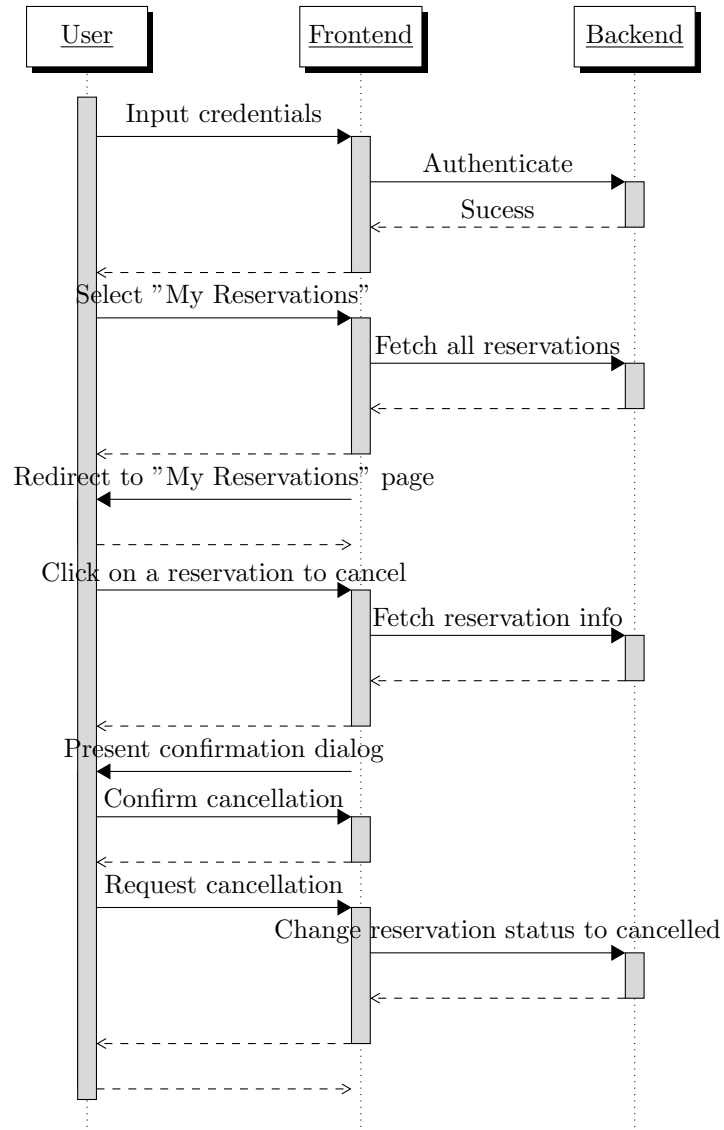 User
Frontend
Backend
Input credentials
Authenticate
Sucess
Select ”My Reservations”
Fetch all reservations
Redirect to ”My Reservations” page
Click on a reservation to cancel
Fetch reservation info
Present confirmation dialog
Confirm cancellation
Request cancellation
Change reservation status to cancelled